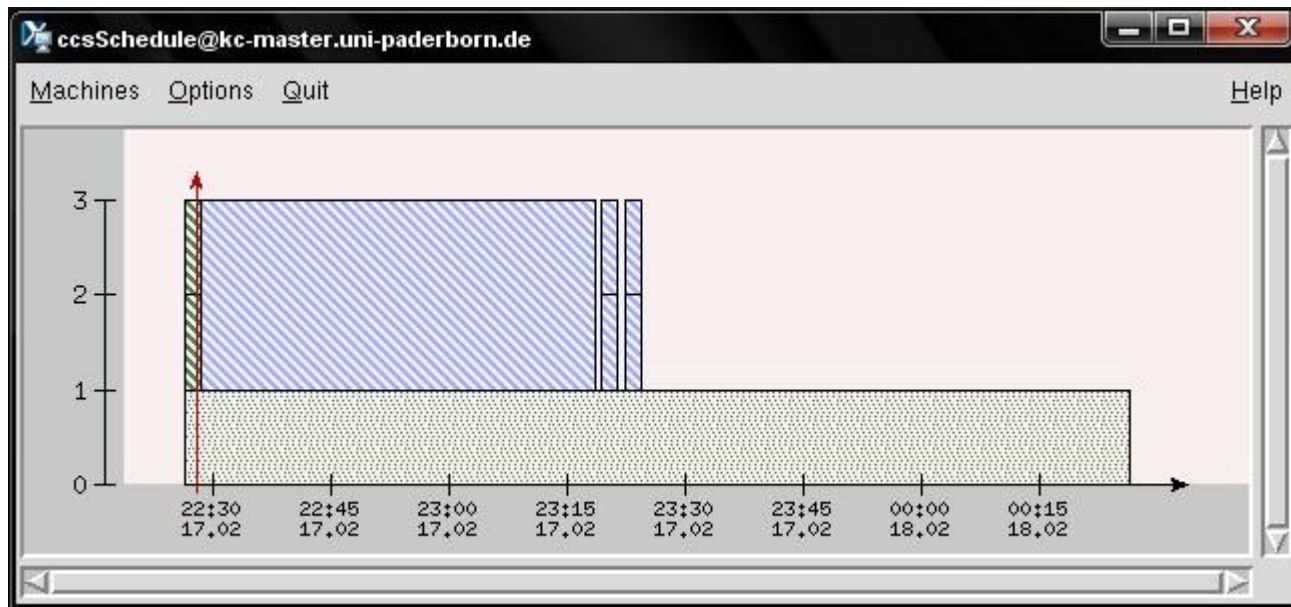 ccsSchedule@kc-master.uni-paderborn.de
Machines Options Quit Help
3
2
1
0
22:30 22:45 23:00 23:15 23:30 23:45 00:00 00:15
17.02 17.02 17.02 17.02 17.02 17.02 18.02 18.02